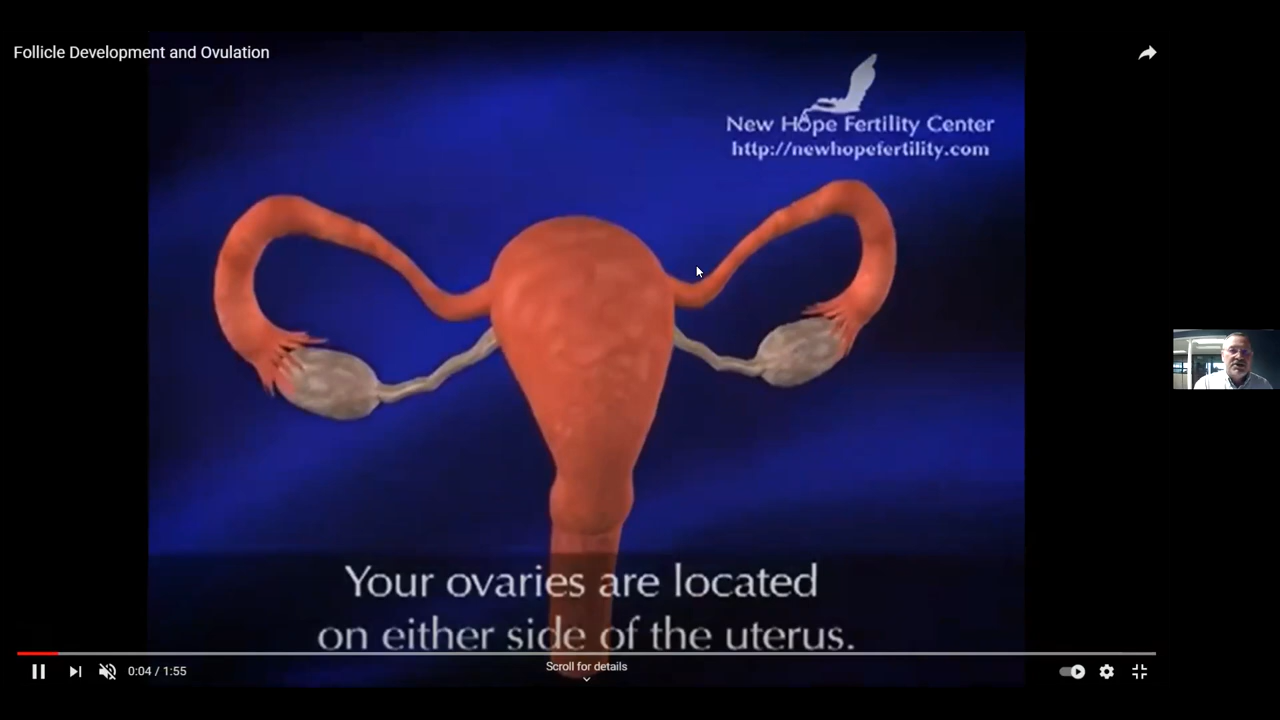 Follicle Development and Ovulation
New Hope Fertility Center
http://newhopefertility.com
Your ovaries are located
on either side of the uterus.
Scroll for details
0:04 / 1:55